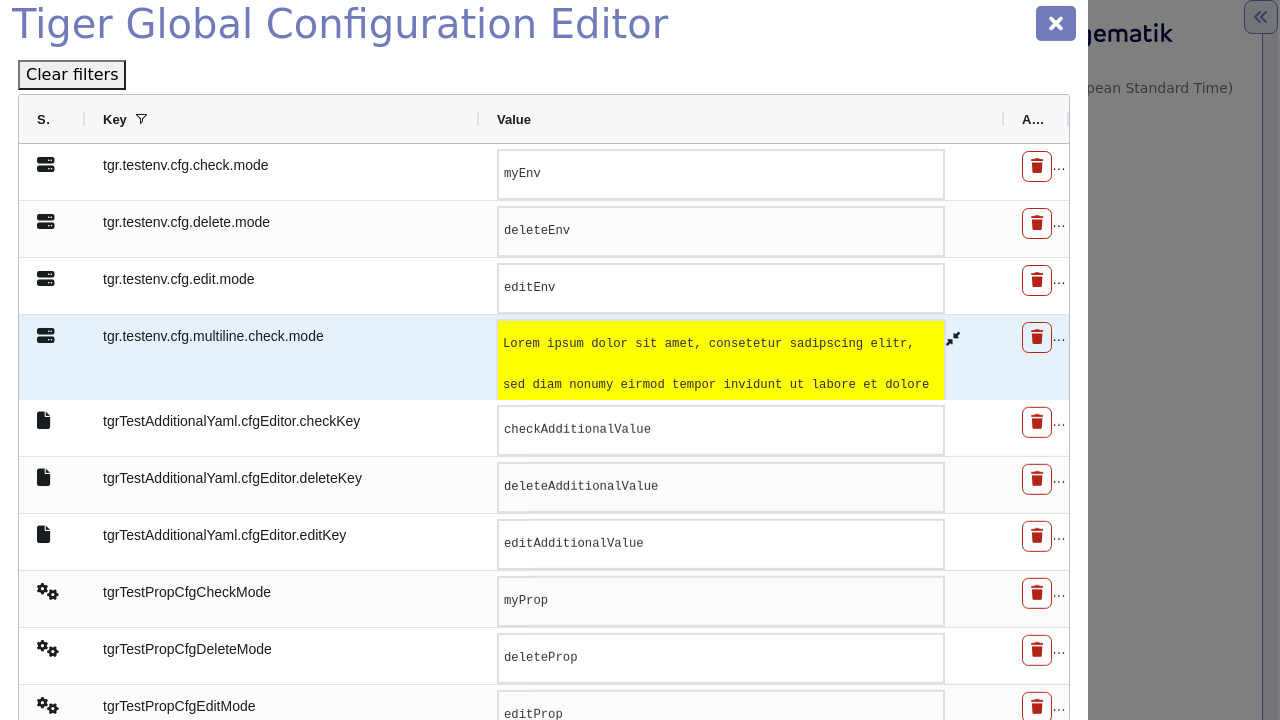 Tiger Global Configuration Editor
gematik
pean Standard Time)
Clear filters
S. Key Value A...
tgr.testenv.cfg.check.mode myEnv ...
tgr.testenv.cfg.delete.mode deleteEnv ...
tgr.testenv.cfg.edit.mode editEnv ...
tgr.testenv.cfg.multiline.check.mode Lorem ipsum dolor sit amet, consetetur sadipscing elitr, ...
sed diam nonumy eirmod tempor invidunt ut labore et dolore
tgrTestAdditionalYaml.cfgEditor.checkKey checkAdditionalValue ...
tgrTestAdditionalYaml.cfgEditor.deleteKey deleteAdditionalValue ...
tgrTestAdditionalYaml.cfgEditor.editKey editAdditionalValue ...
tgrTestPropCfgCheckMode myProp ...
tgrTestPropCfgDeleteMode deleteProp ...
tgrTestPropCfgEditMode editProp ...